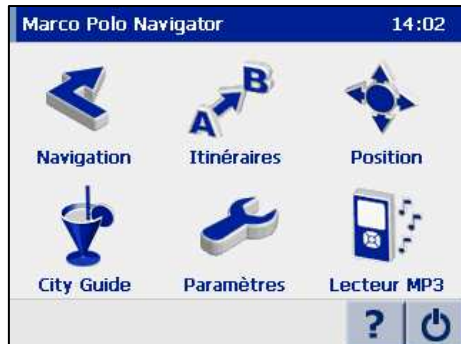 Marco Polo Navigator 14:02
A B
Navigation Itinéraires Position
City Guide Paramètres Lecteur MP3
?